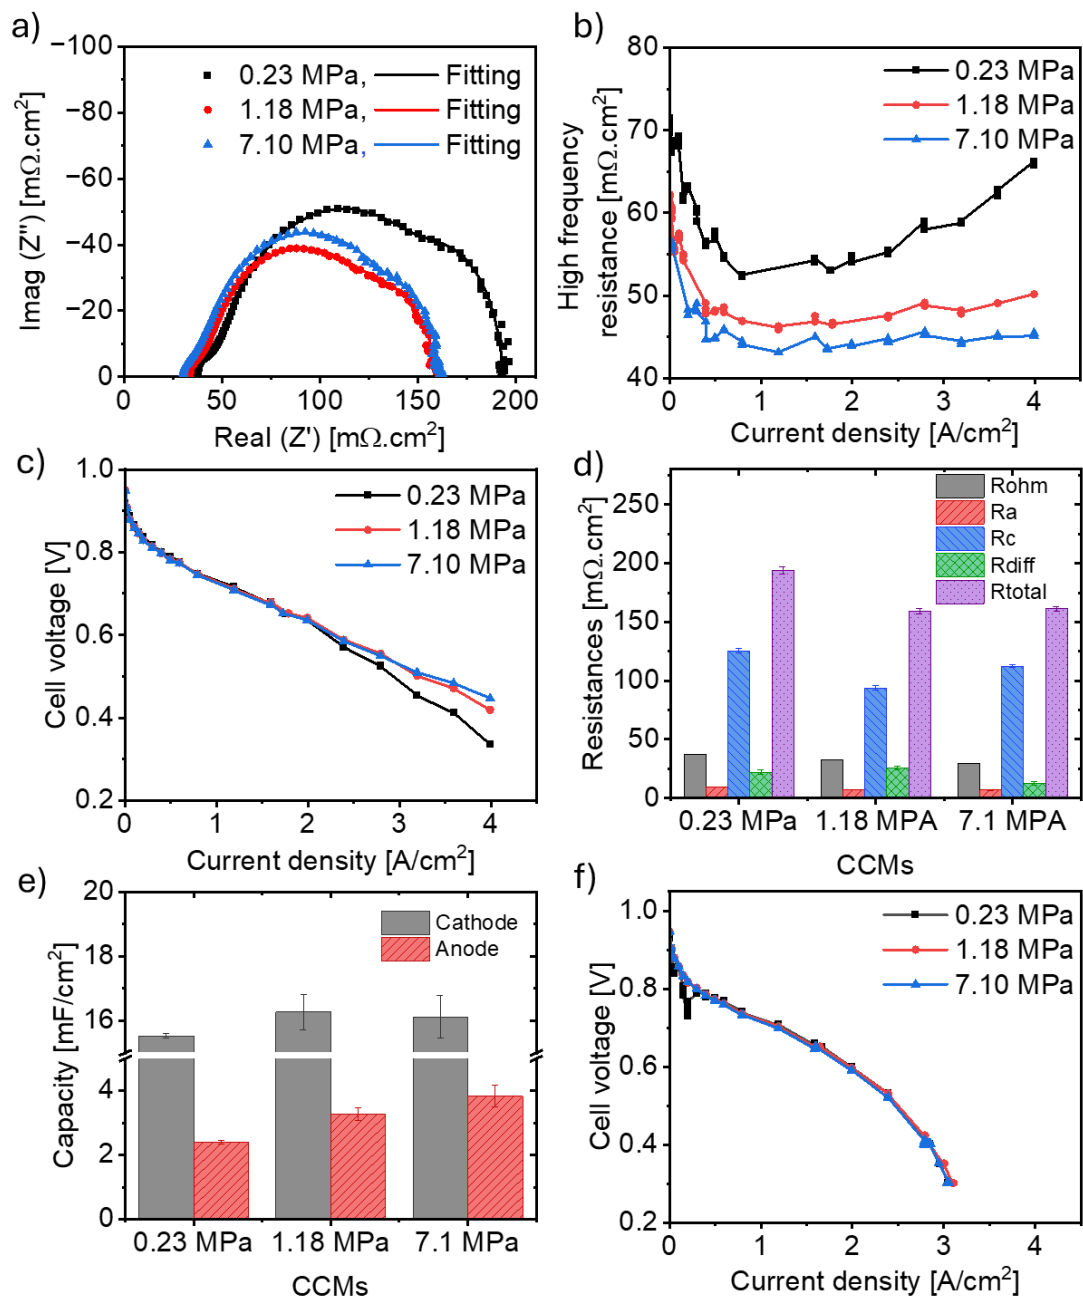 a)
−100
−80
−60
−40
−20
0
Imag (Z'') [mΩ.cm²]
0.23 MPa, Fitting
1.18 MPa, Fitting
7.10 MPa, Fitting
0 50 100 150 200
Real (Z') [mΩ.cm²]
b)
80
70
60
50
40
High frequency
resistance [mΩ.cm²]
0.23 MPa
1.18 MPa
7.10 MPa
0 1 2 3 4
Current density [A/cm²]
c)
1.0
0.8
0.6
0.4
0.2
Cell voltage [V]
0.23 MPa
1.18 MPa
7.10 MPa
0 1 2 3 4
Current density [A/cm²]
d)
250
200
150
100
50
0
Resistances [mΩ.cm²]
Rohm
Ra
Rc
Rdiff
Rtotal
0.23 MPa 1.18 MPA 7.1 MPA
CCMs
e)
20
16
4
2
0
Capacity [mF/cm²]
Cathode
Anode
0.23 MPa 1.18 MPa 7.1 MPa
CCMs
f)
1.0
0.8
0.6
0.4
0.2
Cell voltage [V]
0.23 MPa
1.18 MPa
7.10 MPa
0 1 2 3 4
Current density [A/cm²]